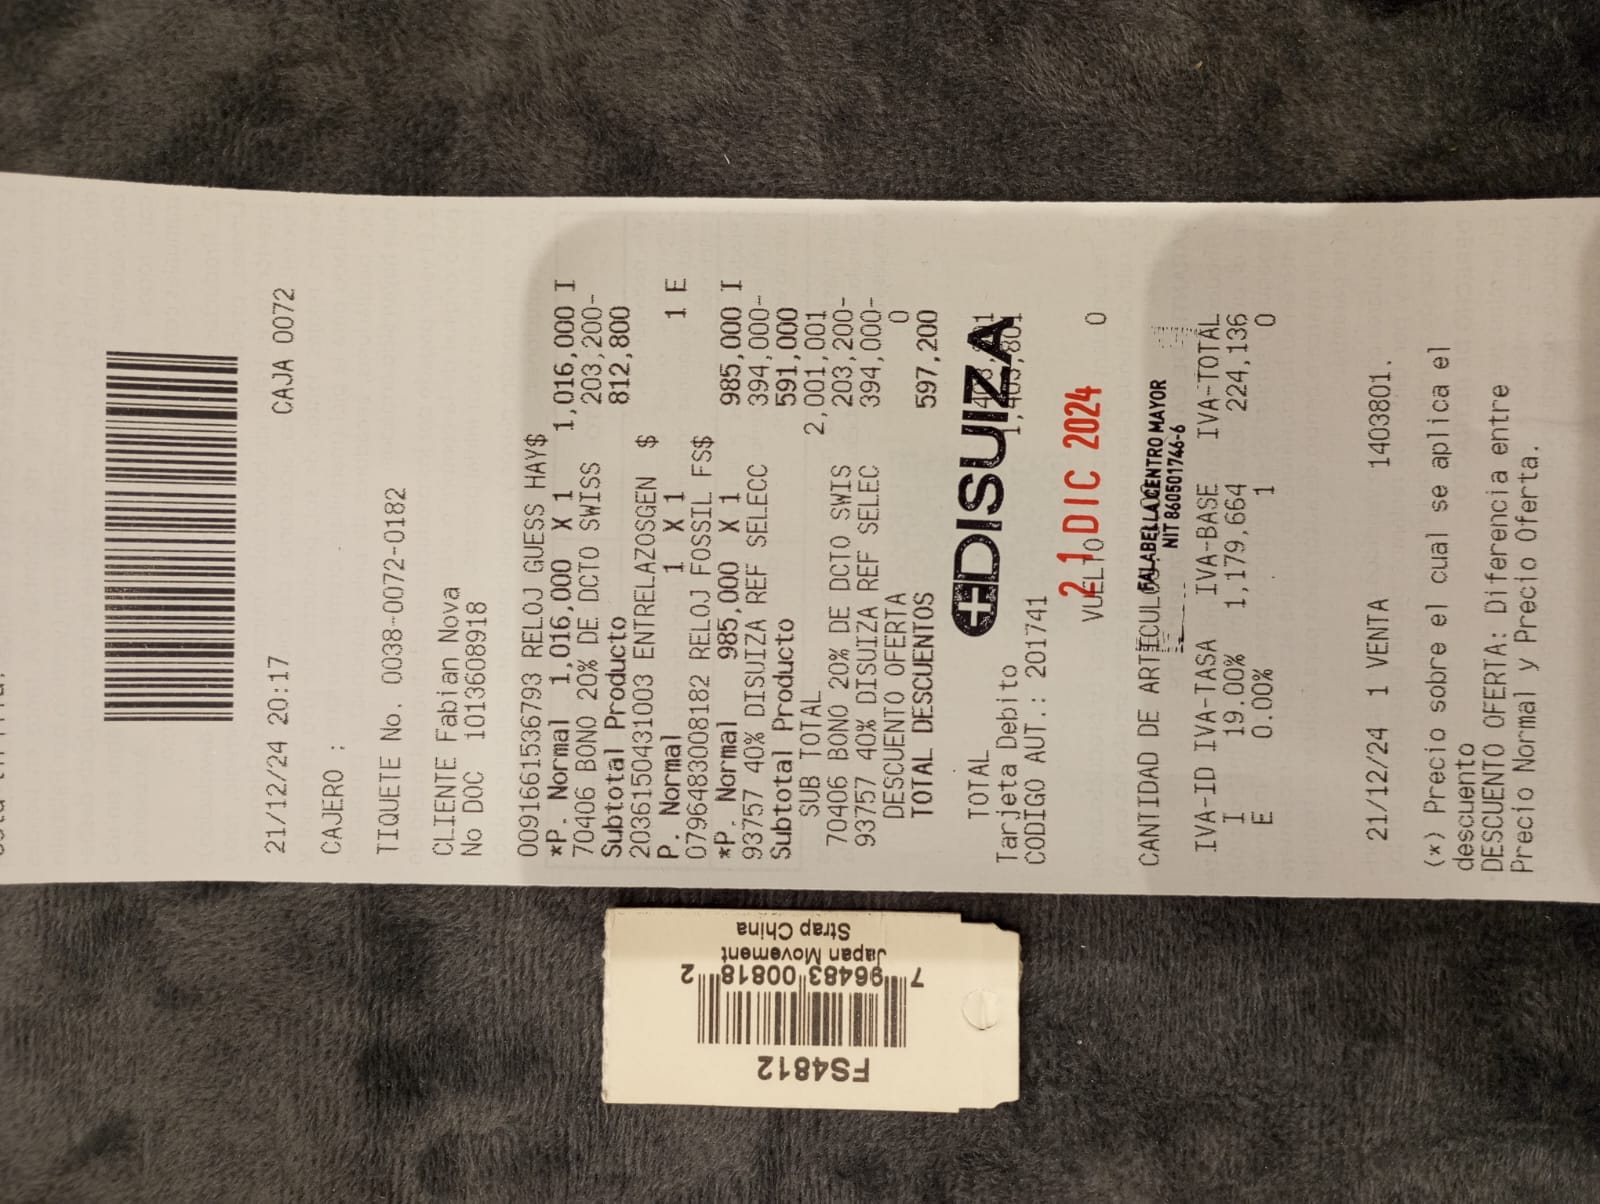 21/12/24 20:17 CAJA 0072
CAJERO :
TIQUETE No. 0038-0072-0182
CLIENTE Fabian Nova
No DOC 1013608918
0091661536793 RELOJ GUESS HAY$
*P. Normal 1,016,000 X 1 1,016,000 I
70406 BONO 20% DE DCTO SWISS 203,200-
Subtotal Producto 812,800
2036150431003 ENTRELAZOSGEN $
P. Normal 1 X 1 1 E
0796483008182 RELOJ FOSSIL FS$
*P. Normal 985,000 X 1 985,000 I
93757 40% DISUIZA REF SELECC 394,000-
Subtotal Producto 591,000
SUB TOTAL 2,001,001
70406 BONO 20% DE DCTO SWIS 203,200-
93757 40% DISUIZA REF SELEC 394,000-
DESCUENTO OFERTA 0
TOTAL DESCUENTOS 597,200
DISUIZA
TOTAL
Tarjeta Debito 1,403,801
CODIGO AUT.: 201741
21 DIC 2024
VUELTO 0
FALABELLA CENTRO MAYOR
NIT 860501746-6
CANTIDAD DE
IVA-ID IVA-TASA IVA-BASE IVA-TOTAL
I 19.00% 1,179,664 224,136
E 0.00% 1 0
21/12/24 1 VENTA 1403801.
(*) Precio sobre el cual se aplica el
descuento
DESCUENTO OFERTA: Diferencia entre
Precio Normal y Precio Oferta.
FS4812
7 96483 00818 2
Japan Movement
Strap China